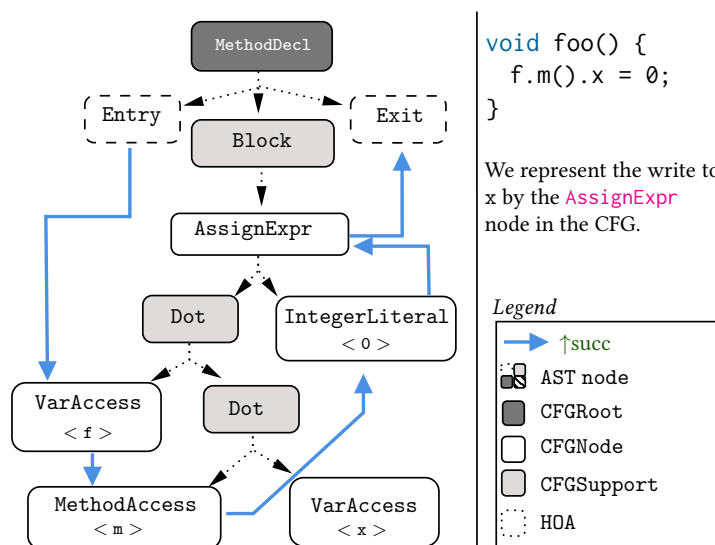 MethodDecl
Entry
Exit
Block
AssignExpr
Dot
IntegerLiteral
< 0 >
VarAccess
< f >
Dot
MethodAccess
< m >
VarAccess
< x >
void foo() {
f.m().x = 0;
}
We represent the write to
x by the AssignExpr
node in the CFG.
Legend
↑succ
AST node
CFGRoot
CFGNode
CFGSupport
HOA